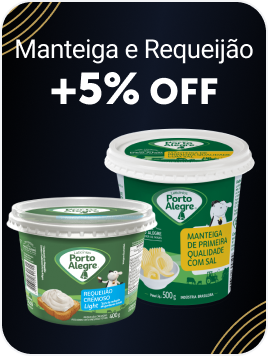 Manteiga e Requeijão
+5% OFF
Porto
Alegre
MANTEIGA
DE PRIMEIRA
QUALIDADE
COM SAL
500g
INDÚSTRIA BRASILEIRA
Porto
Alegre
REQUEIJÃO
CREMOSO
Light
400g